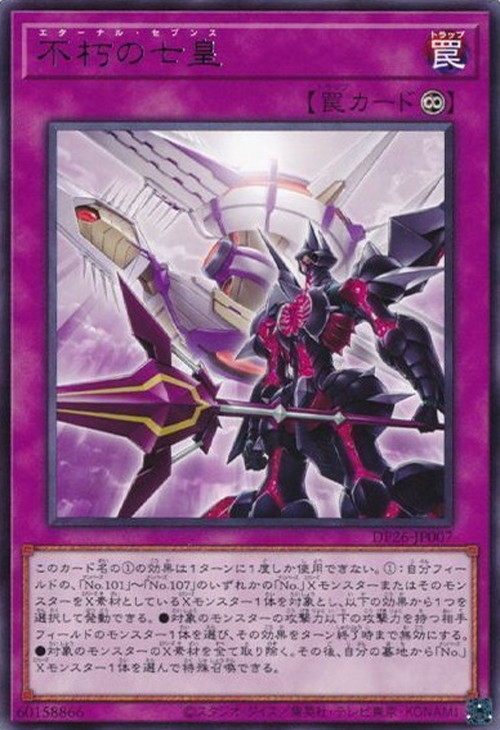 エターナル・セブンス
不朽の七皇
トラップ
罠
【罠カード】
DP26-JP007
このカード名の①の効果は1ターンに1度しか使用できない。①：自分フィ
ールドの、「No.101」～「No.107」のいずれかの「No.」Xモンスターまたはそのモン
スターをX素材としているXモンスター1体を対象とし、以下の効果から1つを
選択して発動できる。●対象のモンスターの攻撃力以下の攻撃力を持つ相手
フィールドのモンスター1体を選び、その効果をターン終了時まで無効にする。
●対象のモンスターのX素材を全て取り除く。その後、自分の墓地から「No.」
Xモンスター1体を選んで特殊召喚できる。
60158866
©スタジオ・ダイス/集英社・テレビ東京・KONAMI